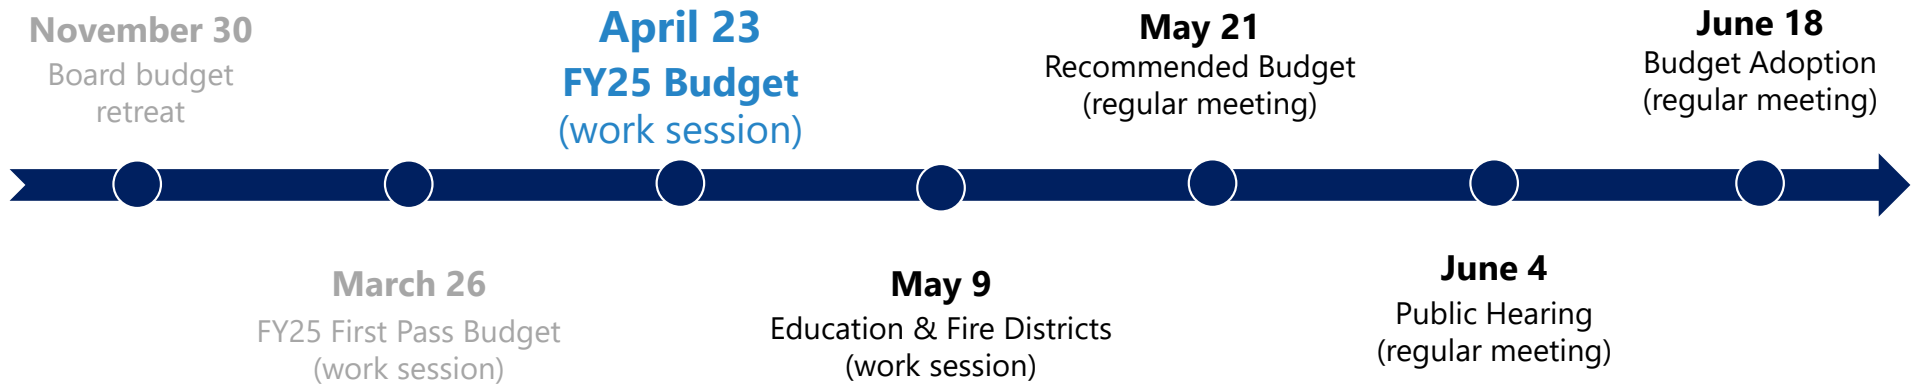 November 30
Board budget
retreat
March 26
FY25 First Pass Budget
(work session)
April 23
FY25 Budget
(work session)
May 9
Education & Fire Districts
(work session)
May 21
Recommended Budget
(regular meeting)
June 4
Public Hearing
(regular meeting)
June 18
Budget Adoption
(regular meeting)